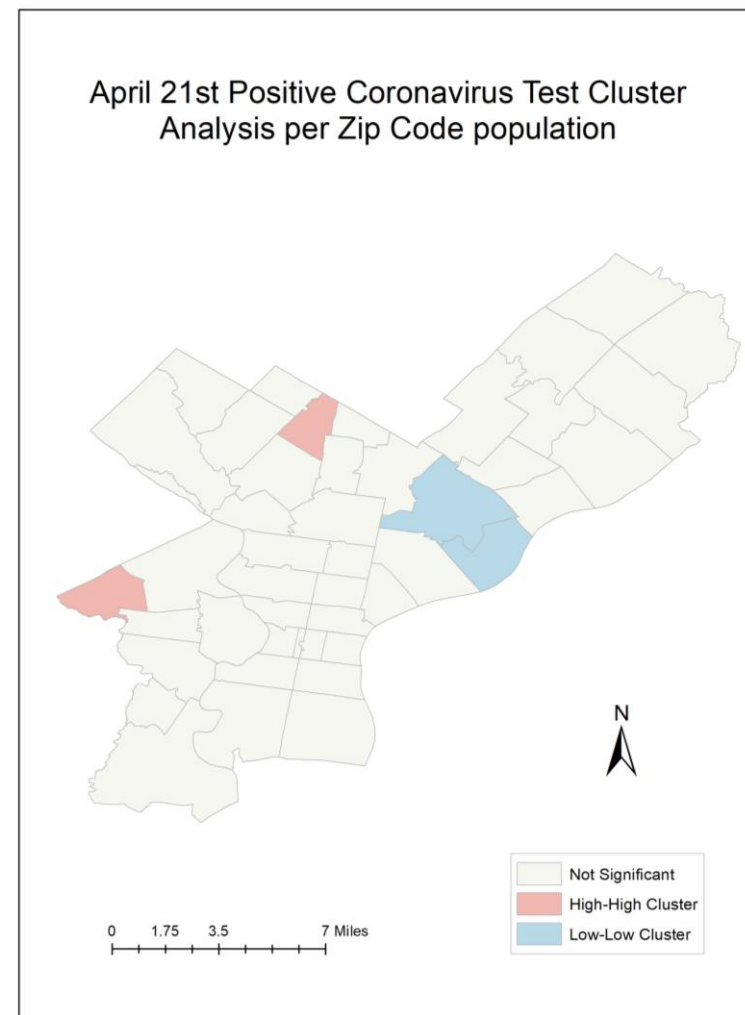 April 21st Positive Coronavirus Test Cluster
Analysis per Zip Code population
N
Not Significant
High-High Cluster
Low-Low Cluster
0 1.75 3.5 7 Miles